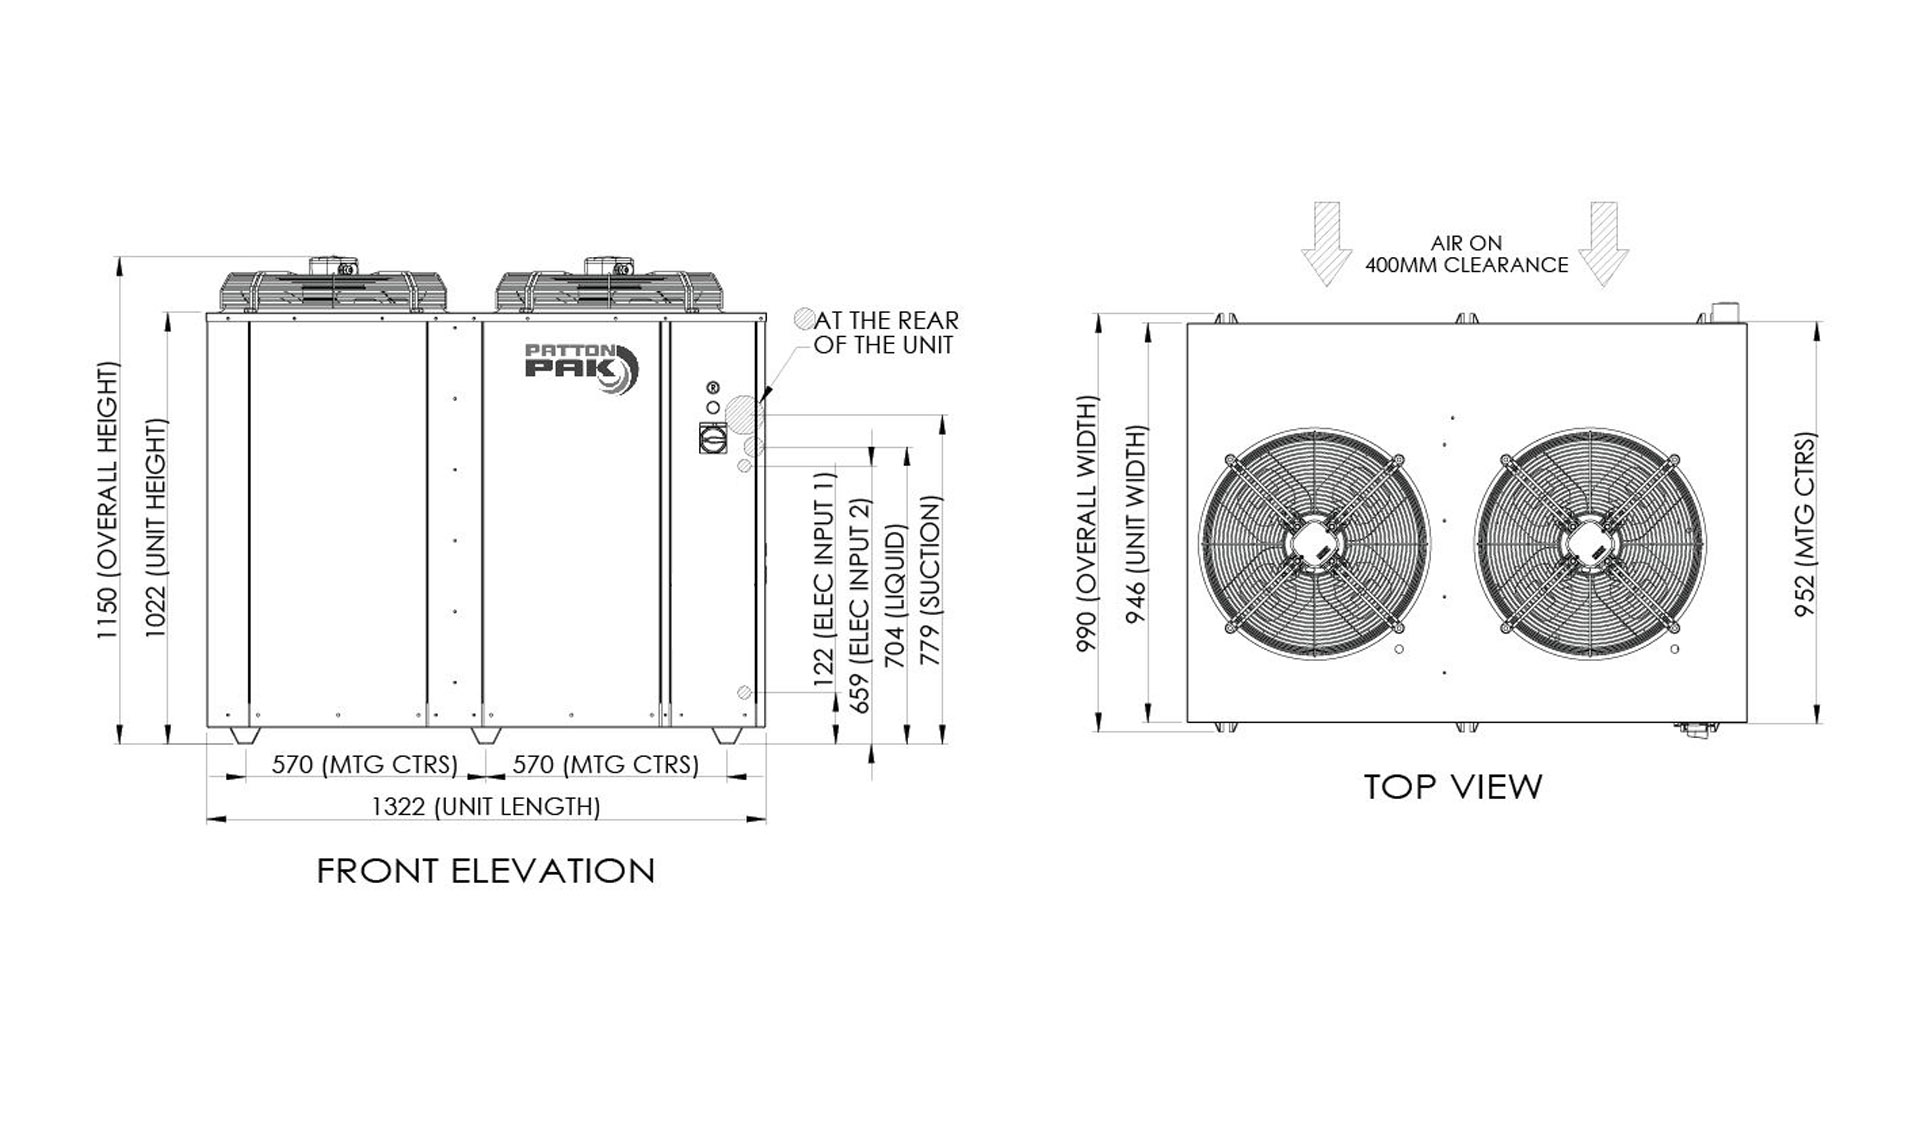 1150 (OVERALL HEIGHT)
1022 (UNIT HEIGHT)
PATTON
PAK
R
AT THE REAR
OF THE UNIT
122 (ELEC INPUT 1)
659 (ELEC INPUT 2)
704 (LIQUID)
779 (SUCTION)
570 (MTG CTRS)
570 (MTG CTRS)
1322 (UNIT LENGTH)
FRONT ELEVATION
AIR ON
400MM CLEARANCE
990 (OVERALL WIDTH)
946 (UNIT WIDTH)
952 (MTG CTRS)
TOP VIEW